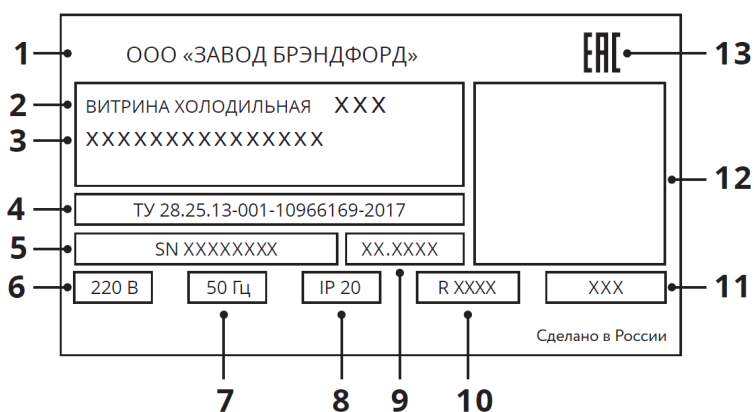 1 ООО «ЗАВОД БРЭНДФОРД» EAC 13
2 ВИТРИНА ХОЛОДИЛЬНАЯ XXX
3 XXXXXXXXXXXXXXX
12
4 ТУ 28.25.13-001-10966169-2017
5 SN XXXXXXXX XX.XXXX
6 220 В 50 Гц IP 20 R XXXX XXX 11
Сделано в России
7 8 9 10